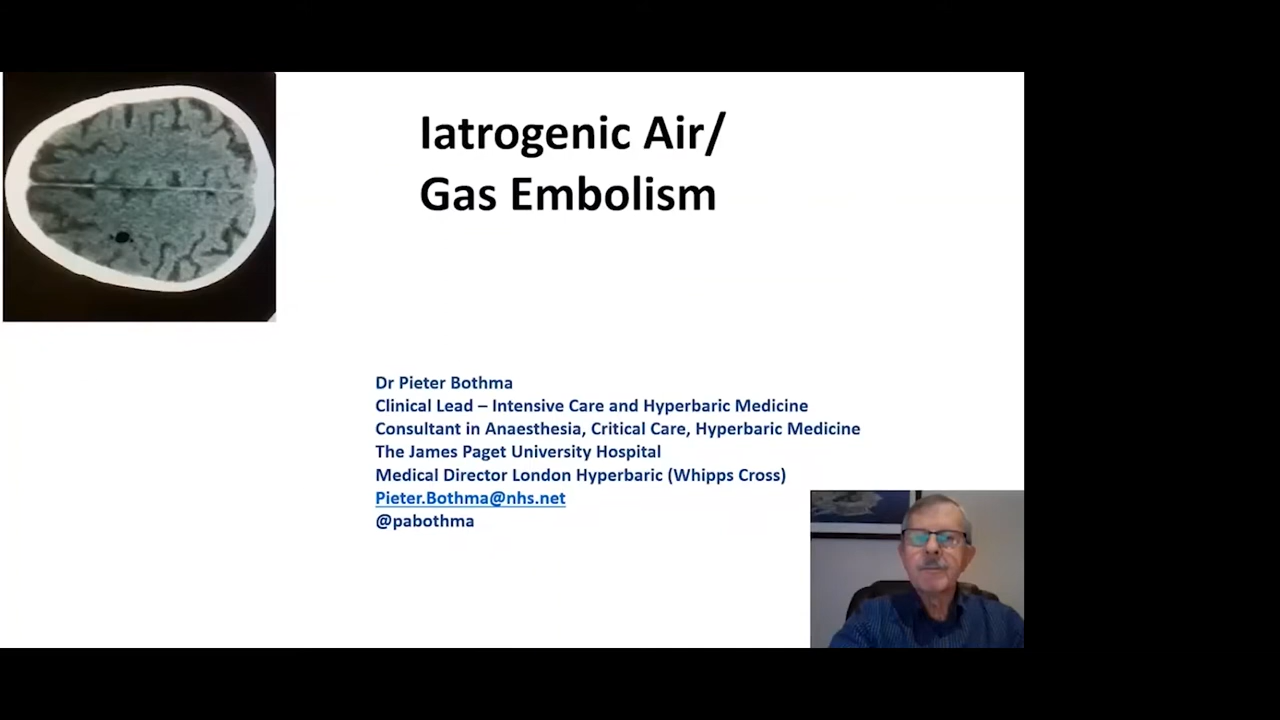 Iatrogenic Air/
Gas Embolism
Dr Pieter Bothma
Clinical Lead – Intensive Care and Hyperbaric Medicine
Consultant in Anaesthesia, Critical Care, Hyperbaric Medicine
The James Paget University Hospital
Medical Director London Hyperbaric (Whipps Cross)
Pieter.Bothma@nhs.net
@pabothma